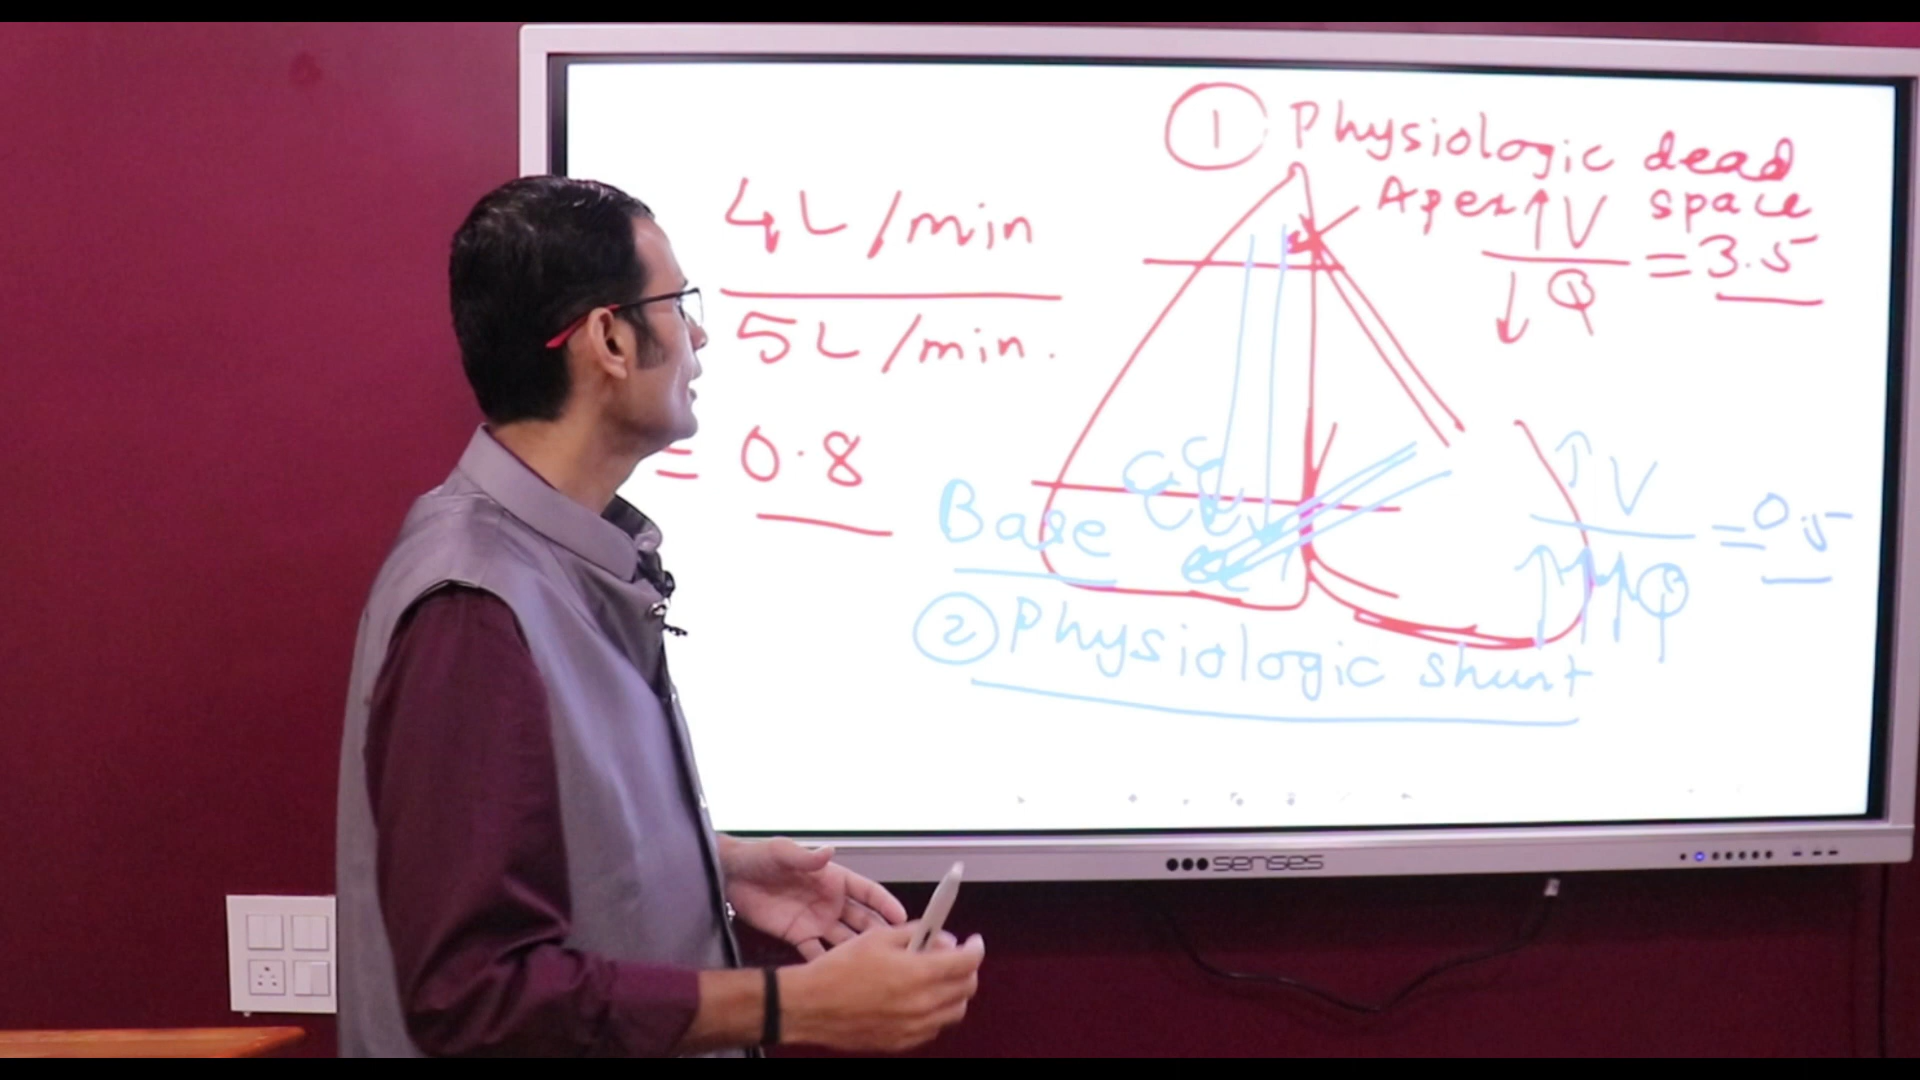 1 Physiologic dead space
Apex ↑V
↓Q
= 3.5
4L/min
5L/min.
= 0.8
Base
↑V
↑↑↑Q
= 0.5
2 Physiologic shunt
senses